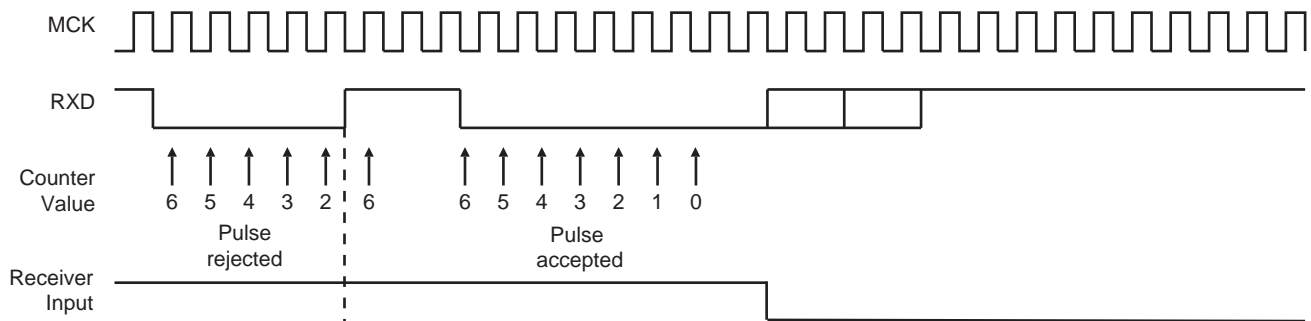 MCK
RXD
Counter
Value
6 5 4 3 2 6 6 5 4 3 2 1 0
Pulse
rejected
Pulse
accepted
Receiver
Input